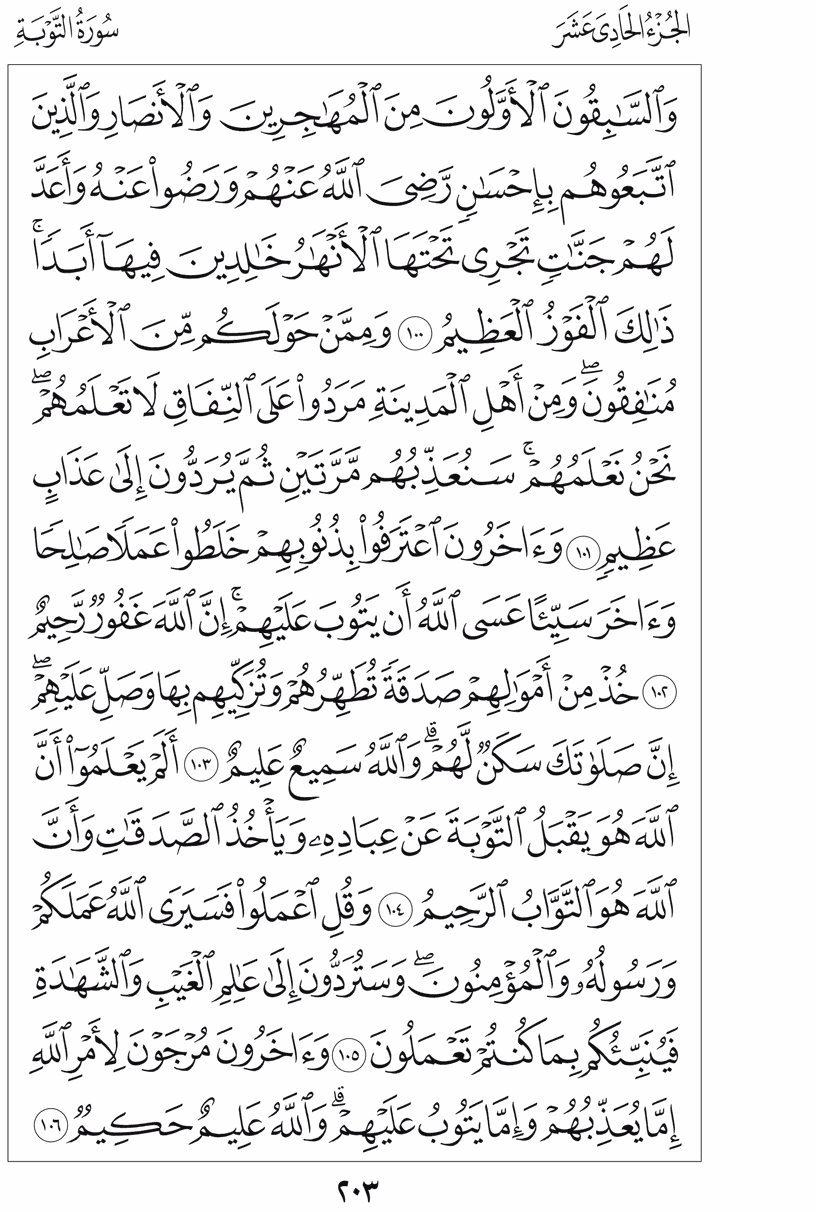 الجُزْءُ الحَادِىَ عَشَرَ
سُورَةُ التَّوْبَةِ
وَٱلسَّـٰبِقُونَ ٱلْأَوَّلُونَ مِنَ ٱلْمُهَـٰجِرِينَ وَٱلْأَنصَارِ وَٱلَّذِينَ
ٱتَّبَعُوهُم بِإِحْسَـٰنٍ رَّضِىَ ٱللَّهُ عَنْهُمْ وَرَضُوا۟ عَنْهُ وَأَعَدَّ
لَهُمْ جَنَّـٰتٍ تَجْرِى تَحْتَهَا ٱلْأَنْهَـٰرُ خَـٰلِدِينَ فِيهَآ أَبَدًا ۚ
ذَٰلِكَ ٱلْفَوْزُ ٱلْعَظِيمُ ١٠٠ وَمِمَّنْ حَوْلَكُم مِّنَ ٱلْأَعْرَابِ
مُنَـٰفِقُونَ ۖ وَمِنْ أَهْلِ ٱلْمَدِينَةِ مَرَدُوا۟ عَلَى ٱلنِّفَاقِ لَا تَعْلَمُهُمْ ۖ
نَحْنُ نَعْلَمُهُمْ ۚ سَنُعَذِّبُهُم مَّرَّتَيْنِ ثُمَّ يُرَدُّونَ إِلَىٰ عَذَابٍ
عَظِيمٍ ١٠١ وَءَاخَرُونَ ٱعْتَرَفُوا۟ بِذُنُوبِهِمْ خَلَطُوا۟ عَمَلًا صَـٰلِحًا
وَءَاخَرَ سَيِّئًا عَسَى ٱللَّهُ أَن يَتُوبَ عَلَيْهِمْ ۚ إِنَّ ٱللَّهَ غَفُورٌ رَّحِيمٌ
١٠٢ خُذْ مِنْ أَمْوَٰلِهِمْ صَدَقَةً تُطَهِّرُهُمْ وَتُزَكِّيهِم بِهَا وَصَلِّ عَلَيْهِمْ ۖ
إِنَّ صَلَوٰتَكَ سَكَنٌ لَّهُمْ ۗ وَٱللَّهُ سَمِيعٌ عَلِيمٌ ١٠٣ أَلَمْ يَعْلَمُوٓا۟ أَنَّ
ٱللَّهَ هُوَ يَقْبَلُ ٱلتَّوْبَةَ عَنْ عِبَادِهِۦ وَيَأْخُذُ ٱلصَّدَقَـٰتِ وَأَنَّ
ٱللَّهَ هُوَ ٱلتَّوَّابُ ٱلرَّحِيمُ ١٠٤ وَقُلِ ٱعْمَلُوا۟ فَسَيَرَى ٱللَّهُ عَمَلَكُمْ
وَرَسُولُهُۥ وَٱلْمُؤْمِنُونَ ۖ وَسَتُرَدُّونَ إِلَىٰ عَـٰلِمِ ٱلْغَيْبِ وَٱلشَّهَـٰدَةِ
فَيُنَبِّئُكُم بِمَا كُنتُمْ تَعْمَلُونَ ١٠٥ وَءَاخَرُونَ مُرْجَوْنَ لِأَمْرِ ٱللَّهِ
إِمَّا يُعَذِّبُهُمْ وَإِمَّا يَتُوبُ عَلَيْهِمْ ۗ وَٱللَّهُ عَلِيمٌ حَكِيمٌ ١٠٦
٢٠٣